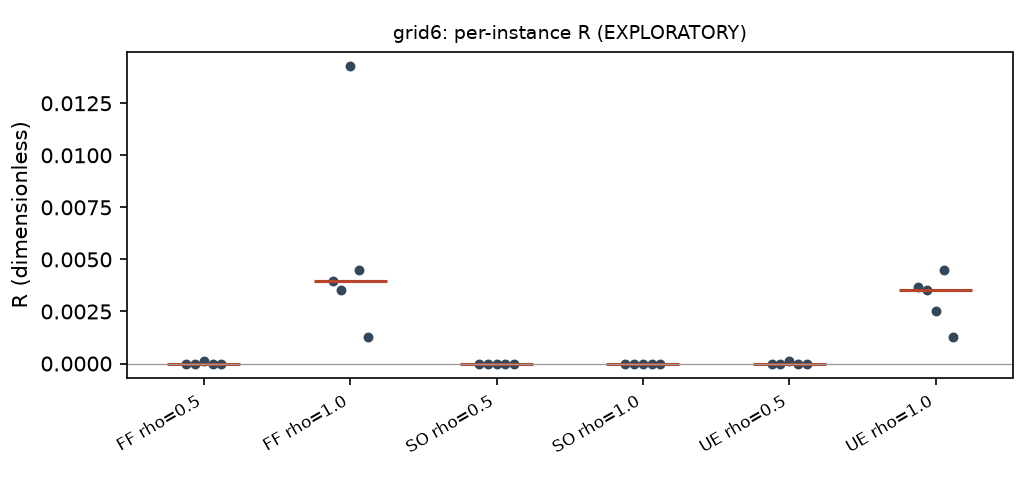 grid6: per-instance R (EXPLORATORY)
R (dimensionless)
0.0125
0.0100
0.0075
0.0050
0.0025
0.0000
FF rho=0.5
FF rho=1.0
SO rho=0.5
SO rho=1.0
UE rho=0.5
UE rho=1.0